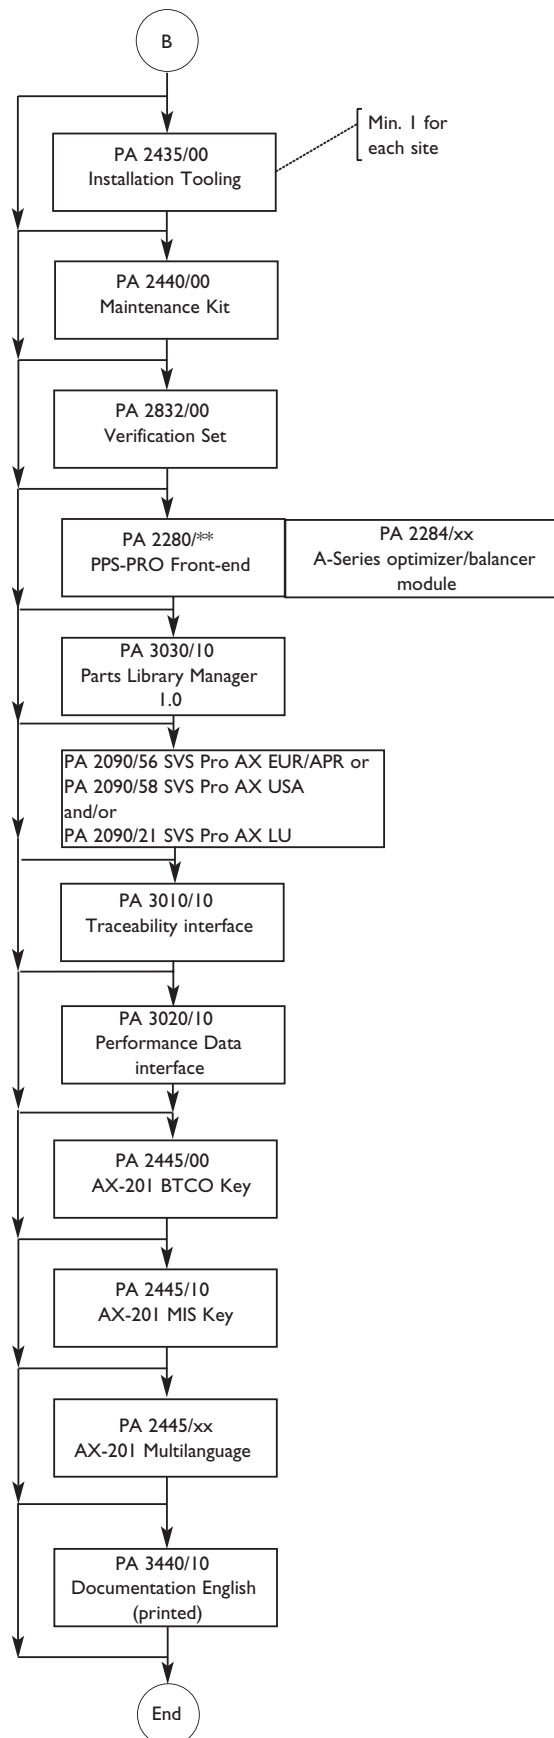 B
Min. 1 for
each site
PA 2435/00
Installation Tooling
PA 2440/00
Maintenance Kit
PA 2832/00
Verification Set
PA 2280/**
PPS-PRO Front-end
PA 2284/xx
A-Series optimizer/balancer
module
PA 3030/10
Parts Library Manager
1.0
PA 2090/56 SVS Pro AX EUR/APR or
PA 2090/58 SVS Pro AX USA
and/or
PA 2090/21 SVS Pro AX LU
PA 3010/10
Traceability interface
PA 3020/10
Performance Data
interface
PA 2445/00
AX-201 BTCO Key
PA 2445/10
AX-201 MIS Key
PA 2445/xx
AX-201 Multilanguage
PA 3440/10
Documentation English
(printed)
End